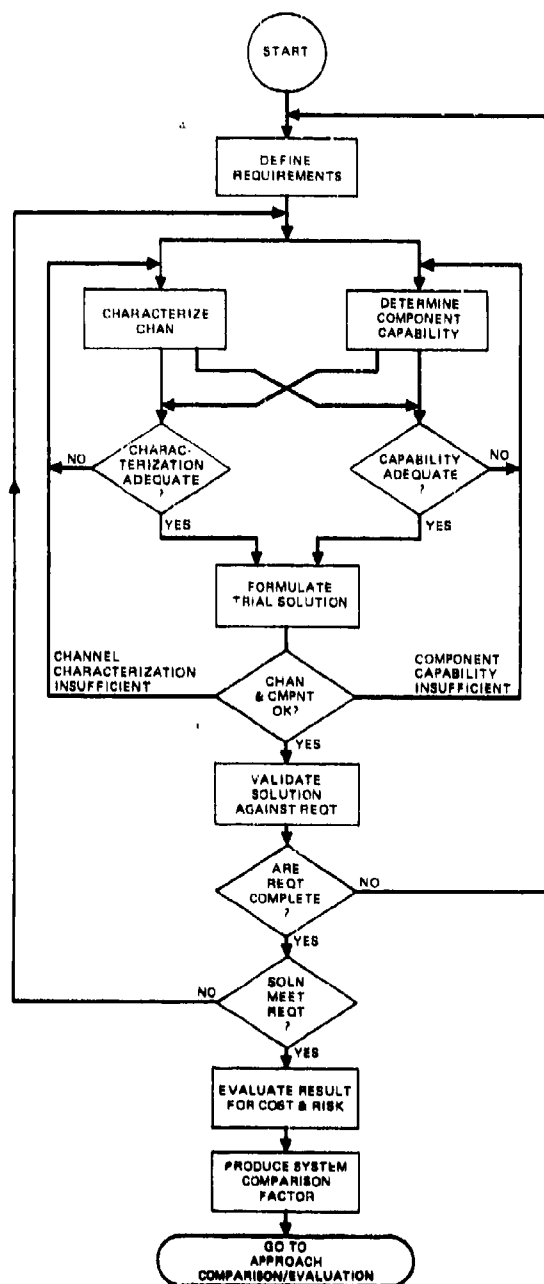 START
DEFINE
REQUIREMENTS
CHARACTERIZE
CHAN
DETERMINE
COMPONENT
CAPABILITY
NO
CHARAC-
TERIZATION
ADEQUATE
?
YES
CAPABILITY
ADEQUATE
?
NO
YES
FORMULATE
TRIAL SOLUTION
CHANNEL
CHARACTERIZATION
INSUFFICIENT
CHAN
& CMPNT
OK?
COMPONENT
CAPABILITY
INSUFFICIENT
YES
VALIDATE
SOLUTION
AGAINST REQT
ARE
REQT
COMPLETE
?
NO
YES
NO
SOLN
MEET
REQT
?
YES
EVALUATE RESULT
FOR COST & RISK
PRODUCE SYSTEM
COMPARISON
FACTOR
GO TO
APPROACH
COMPARISON/EVALUATION